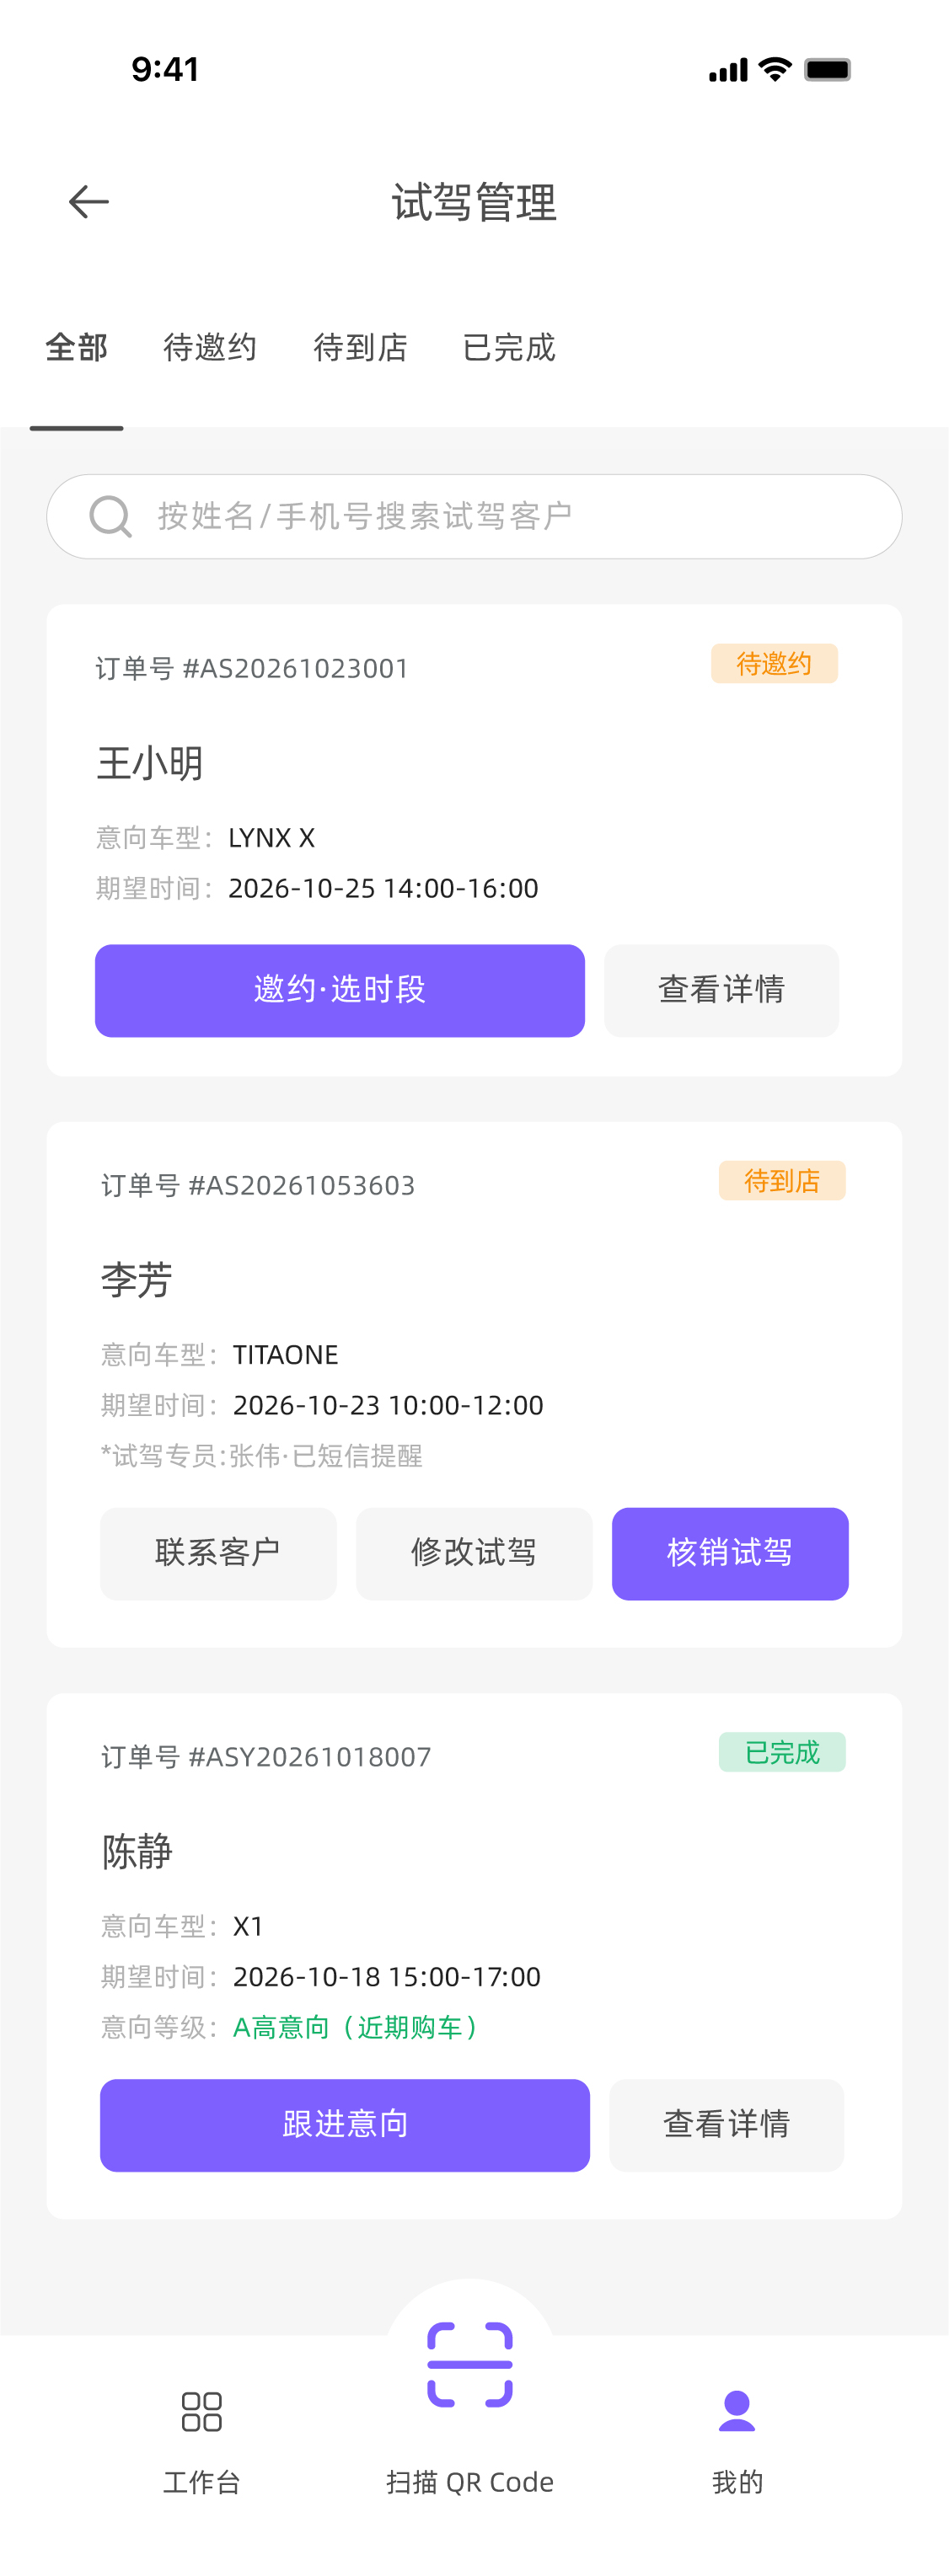 9:41
试驾管理
全部 待邀约 待到店 已完成
按姓名/手机号搜索试驾客户
订单号 #AS20261023001 待邀约
王小明
意向车型：LYNX X
期望时间：2026-10-25 14:00-16:00
邀约·选时段 查看详情
订单号 #AS20261053603 待到店
李芳
意向车型：TITAONE
期望时间：2026-10-23 10:00-12:00
*试驾专员:张伟·已短信提醒
联系客户 修改试驾 核销试驾
订单号 #ASY20261018007 已完成
陈静
意向车型：X1
期望时间：2026-10-18 15:00-17:00
意向等级：A高意向（近期购车）
跟进意向 查看详情
工作台 扫描 QR Code 我的